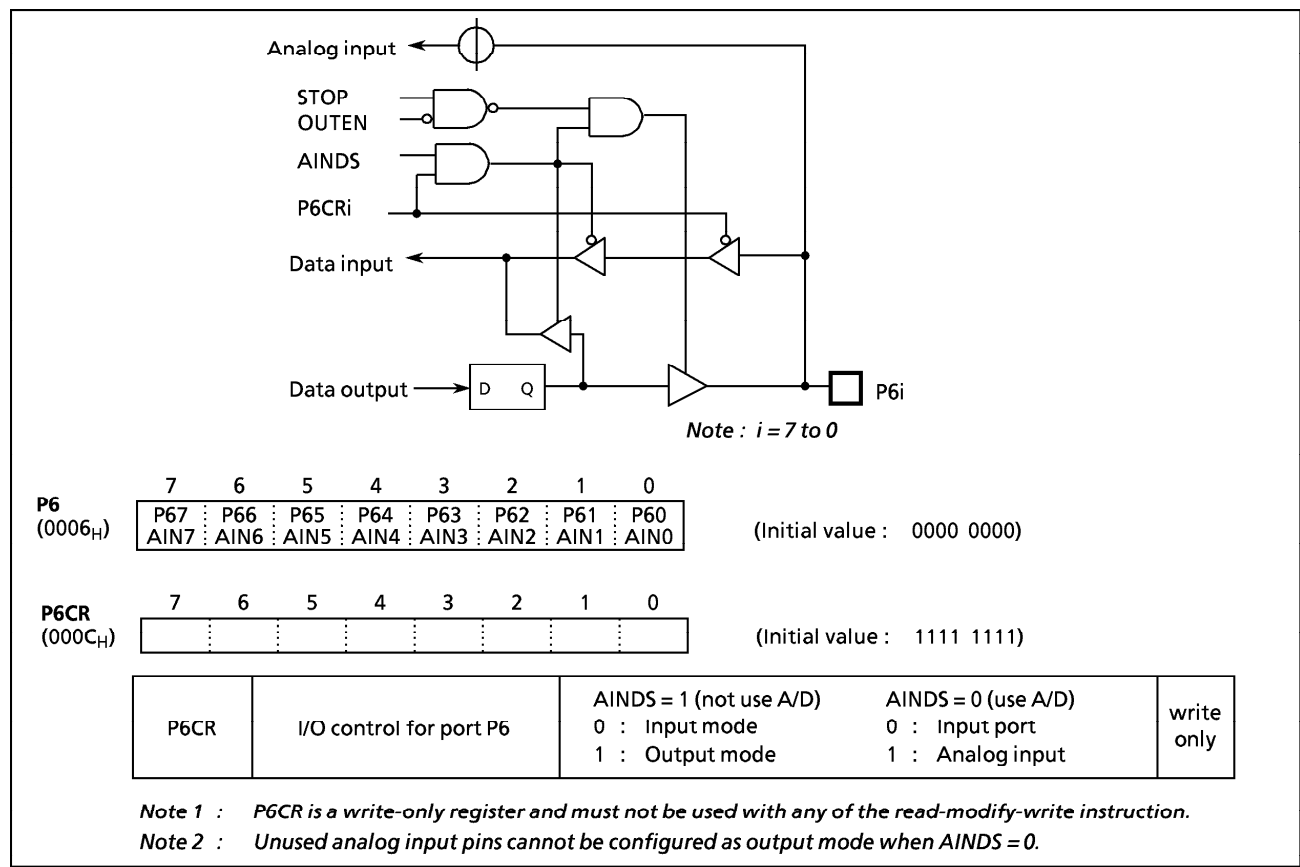 Analog input
STOP
OUTEN
AINDS
P6CRi
Data input
Data output
D Q
P6i
Note : i = 7 to 0
7 6 5 4 3 2 1 0
P6
(0006H)
P67 P66 P65 P64 P63 P62 P61 P60
AIN7 AIN6 AIN5 AIN4 AIN3 AIN2 AIN1 AIN0
(Initial value : 0000 0000)
7 6 5 4 3 2 1 0
P6CR
(000CH)
(Initial value : 1111 1111)
P6CR
I/O control for port P6
AINDS = 1 (not use A/D)
0 : Input mode
1 : Output mode
AINDS = 0 (use A/D)
0 : Input port
1 : Analog input
write
only
Note 1 : P6CR is a write-only register and must not be used with any of the read-modify-write instruction.
Note 2 : Unused analog input pins cannot be configured as output mode when AINDS = 0.